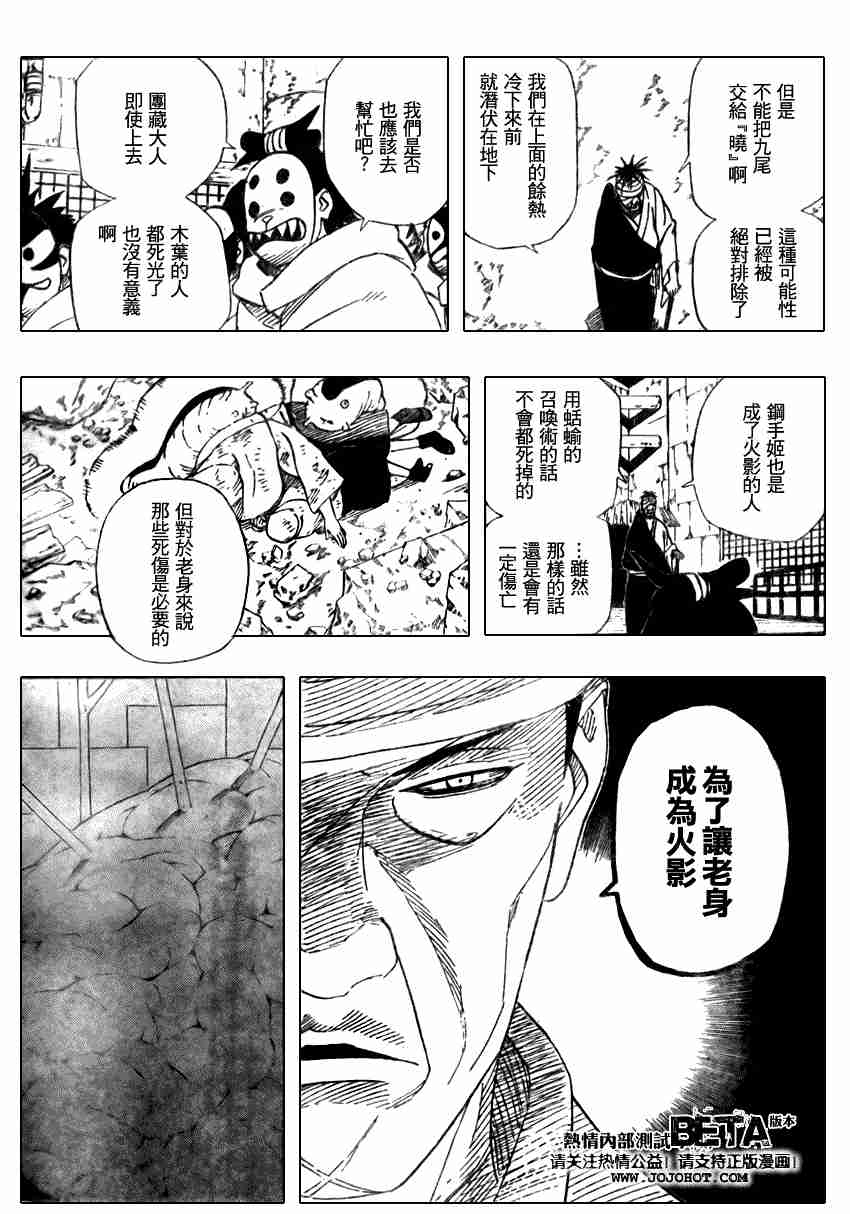 但是
不能把九尾
交給『曉』啊
這種可能性
已經被
絕對排除了
我們在上面的餘熱
冷下來前
就潛伏在地下
我們是否
也應該去
幫忙吧？
團藏大人
即使上去
木葉的人
都死光了
也沒有意義
啊
鋼手姬也是
成了火影的人
用蛞蝓的
召喚術的話
不會都死掉的
…雖然
那樣的話
還是會有
一定傷亡
但對於老身來說
那些死傷是必要的
為了讓老身
成為火影
熱情內部測試BETA版本
请关注热情公益！请支持正版漫画！
WWW.JOJOHOT.COM